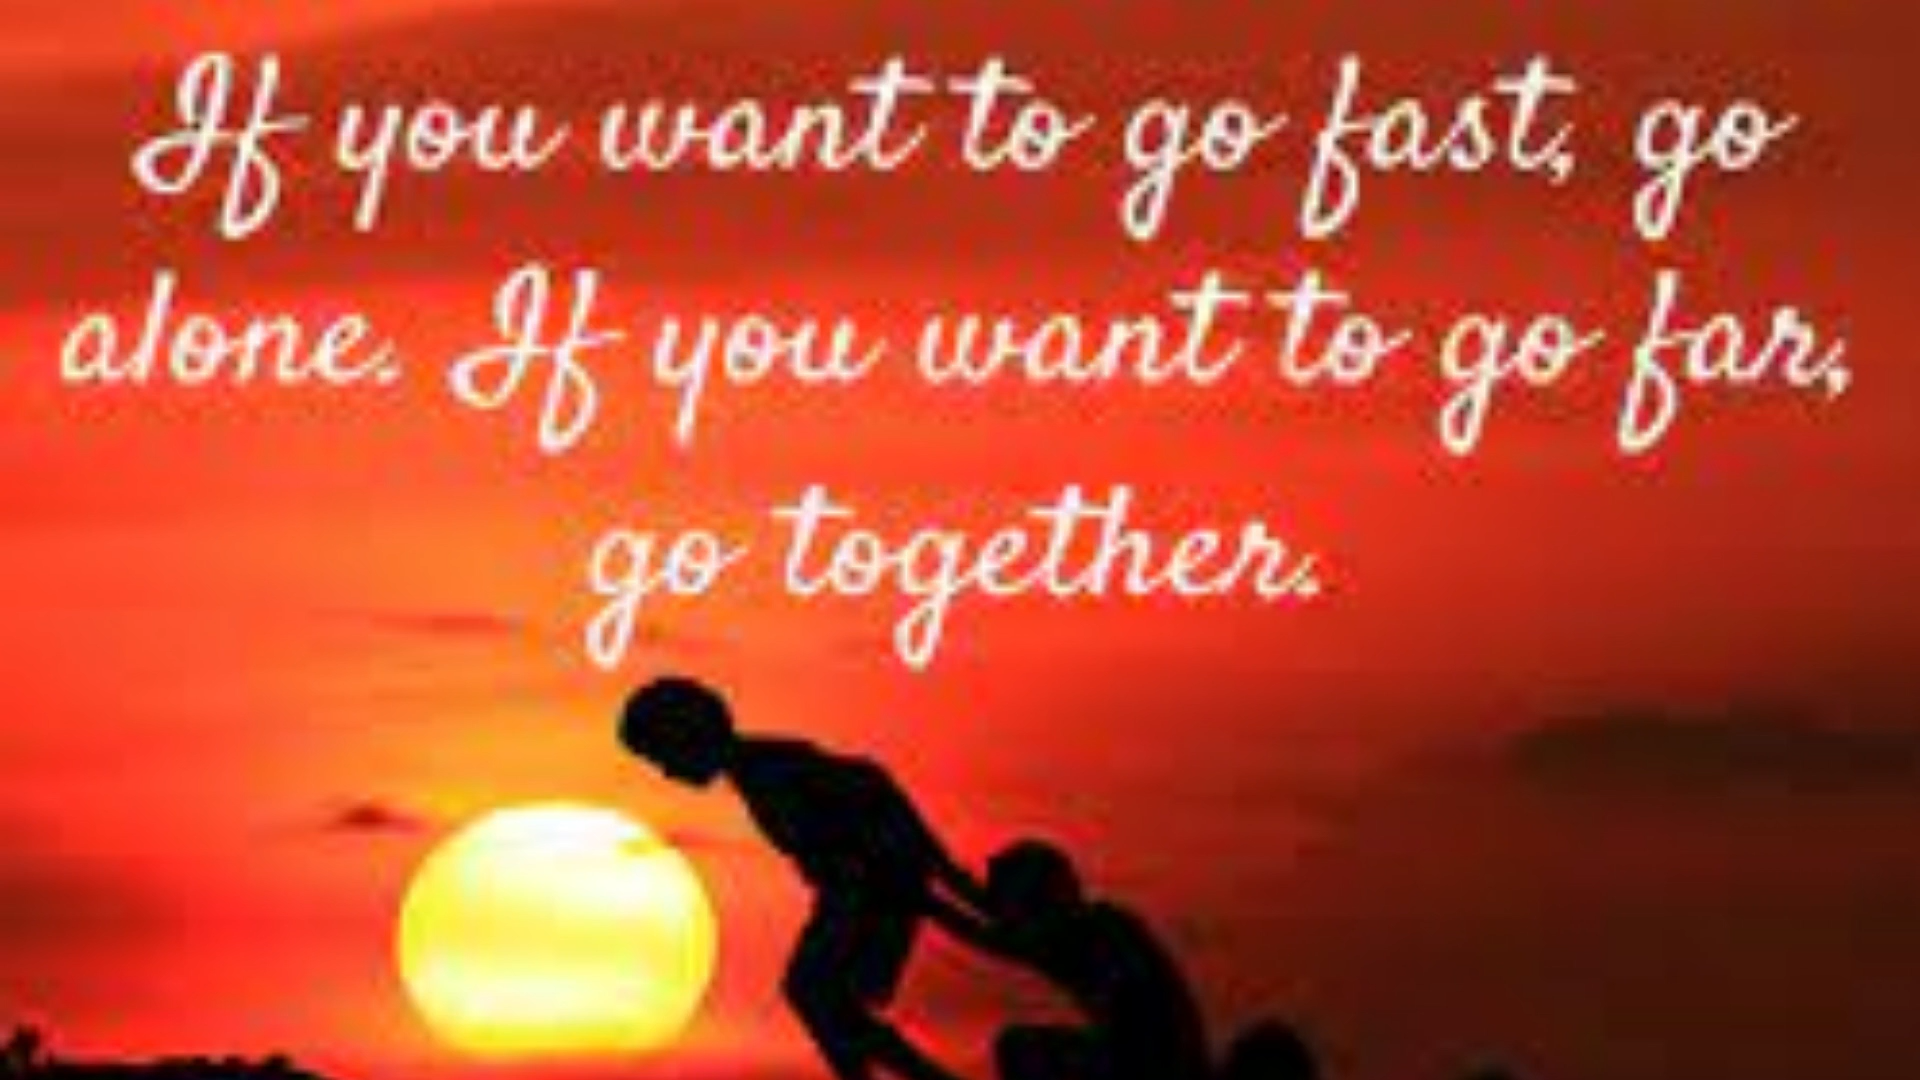 If you want to go fast, go
alone. If you want to go far,
go together.